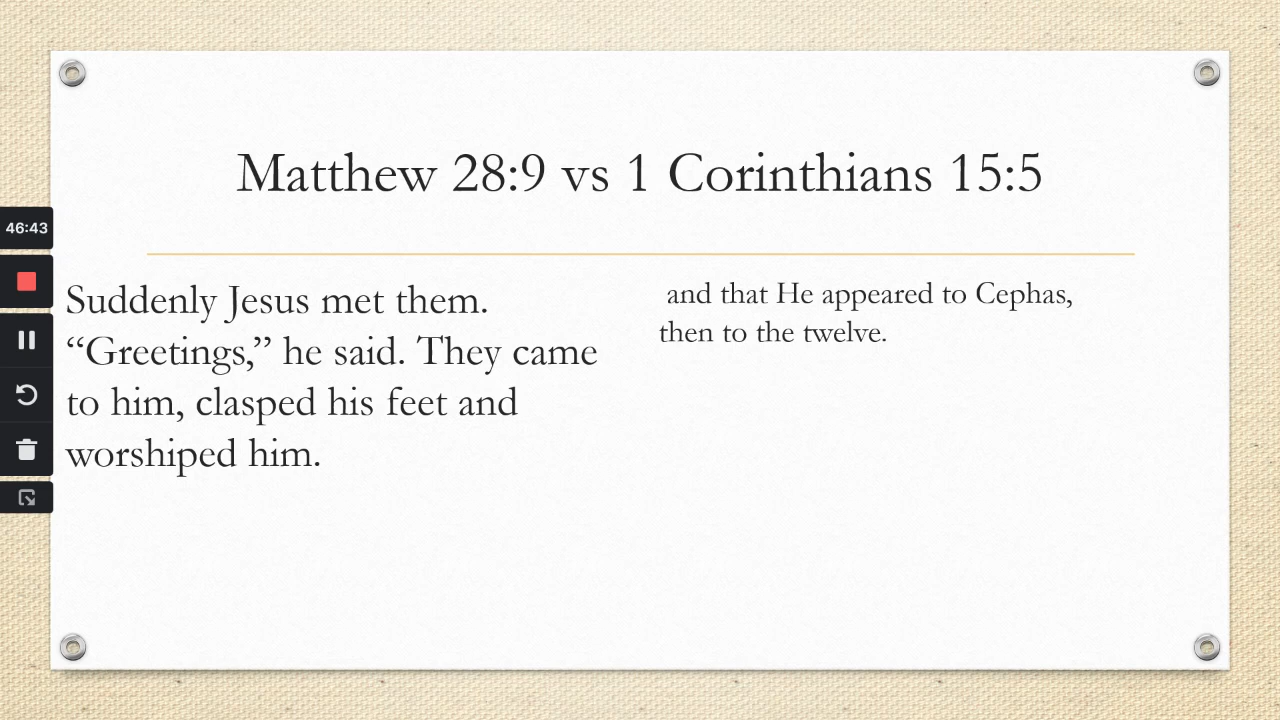 Matthew 28:9 vs 1 Corinthians 15:5
46:43
Suddenly Jesus met them.
“Greetings,” he said. They came
to him, clasped his feet and
worshiped him.
and that He appeared to Cephas,
then to the twelve.